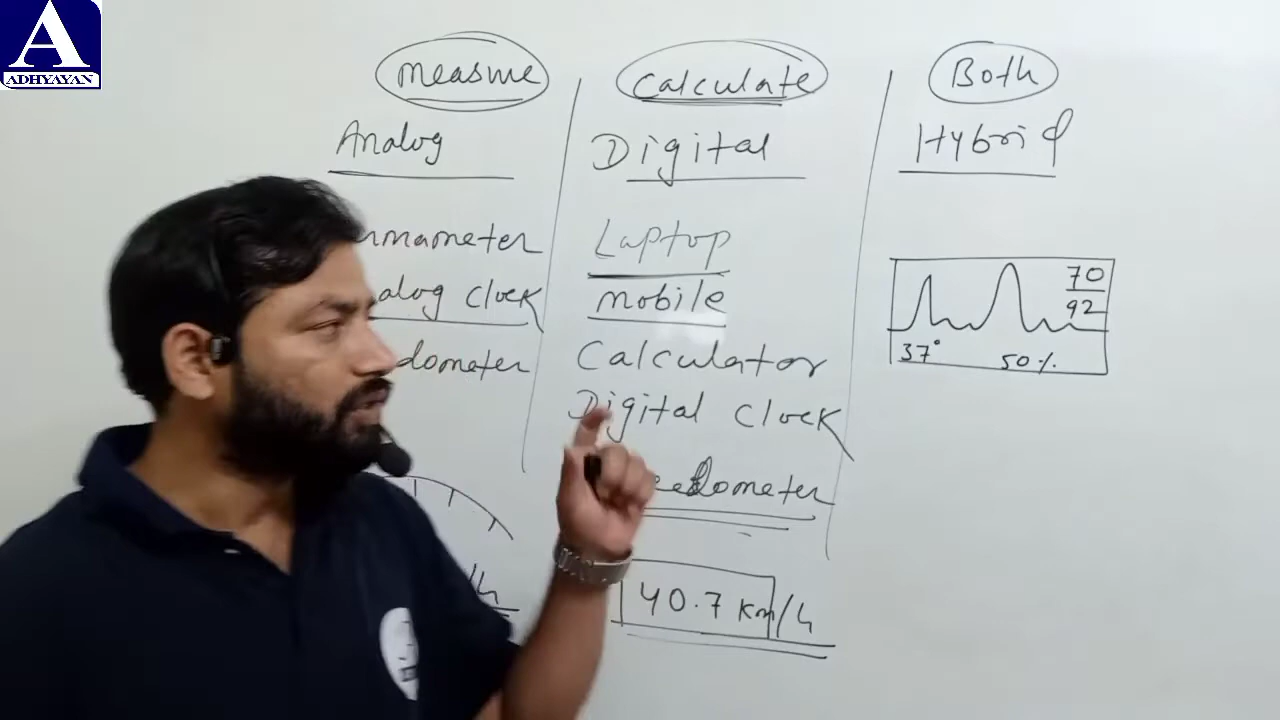 A
ADHYAYAN
measure
Analog
rmameter
alog Clock
dometer
/h
Calculate
Digital
Laptop
mobile
Calculator
Digital Clock
eedometer
40.7 Km/h
Both
Hybrid
70
92
37°
50%